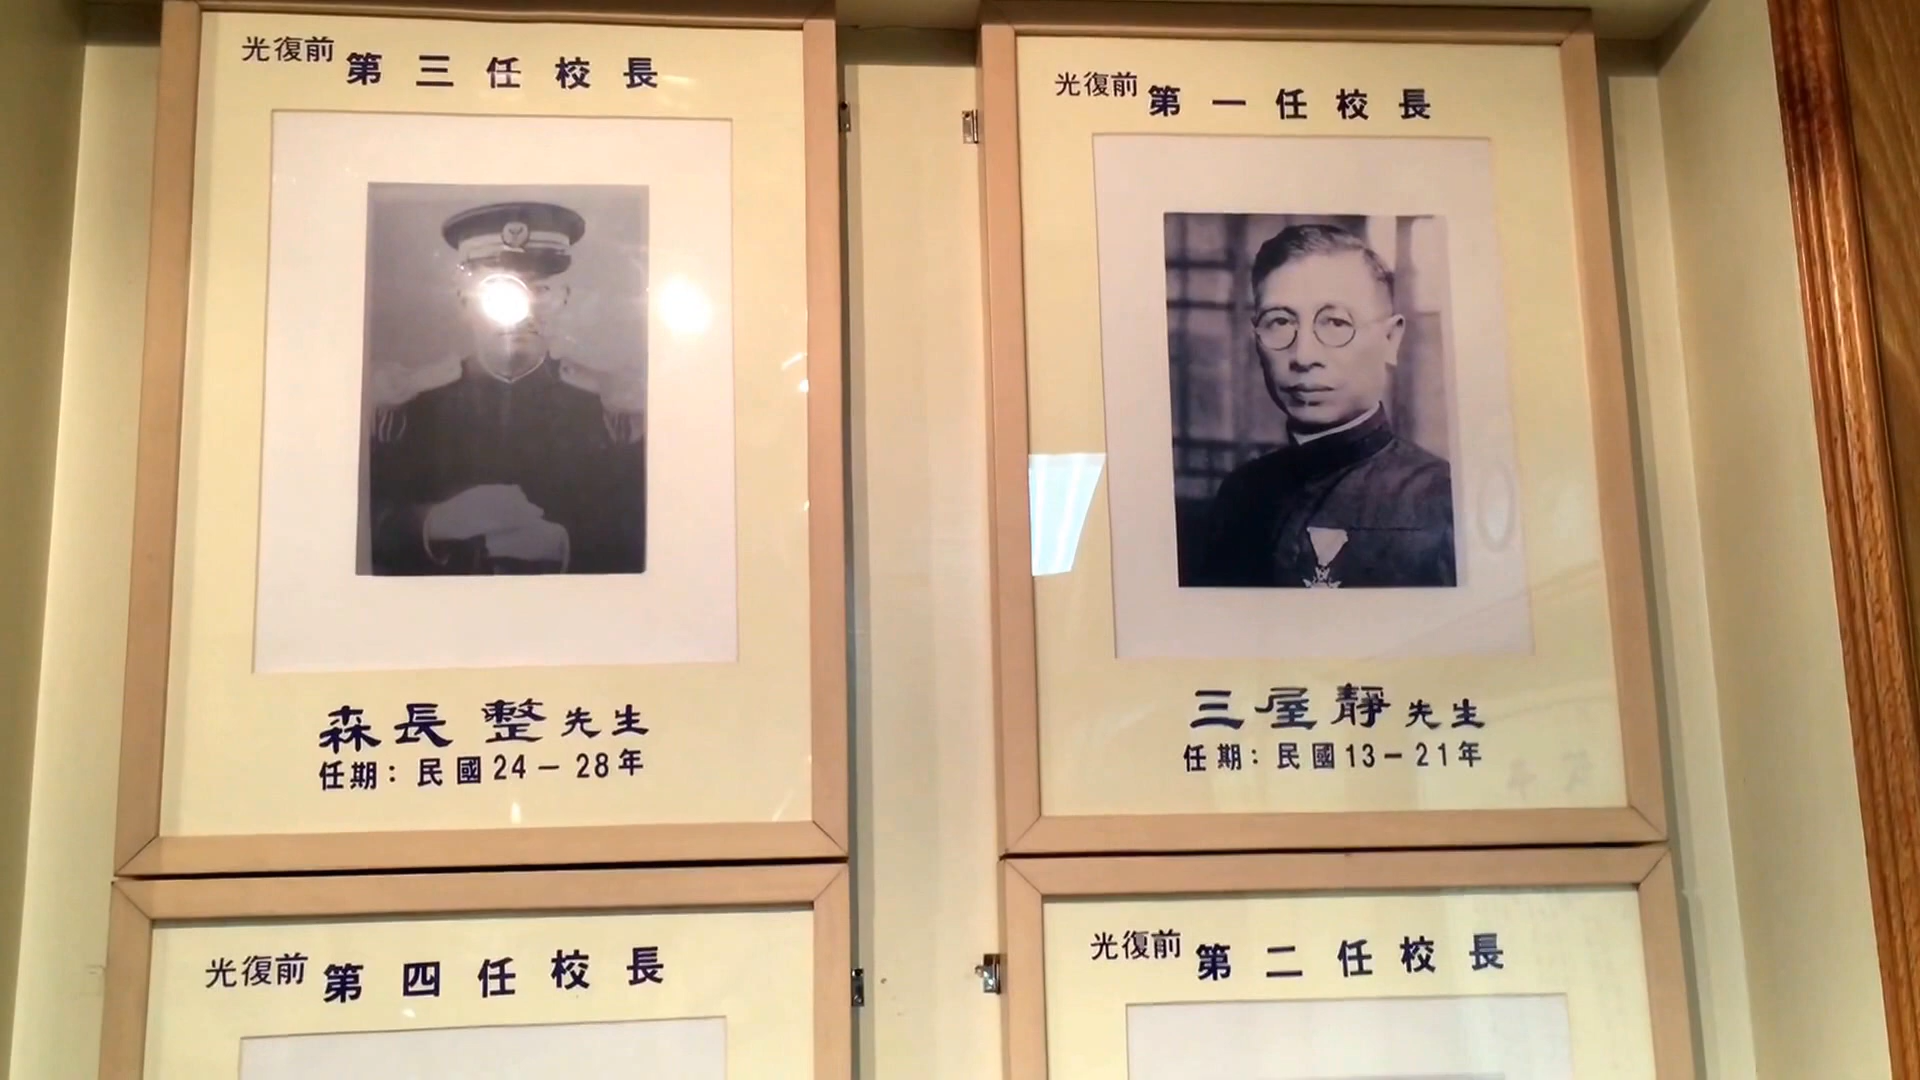 光復前 第三任校長
森長整先生
任期：民國24－28年
光復前 第一任校長
三屋靜先生
任期：民國13－21年
光復前 第四任校長
光復前 第二任校長